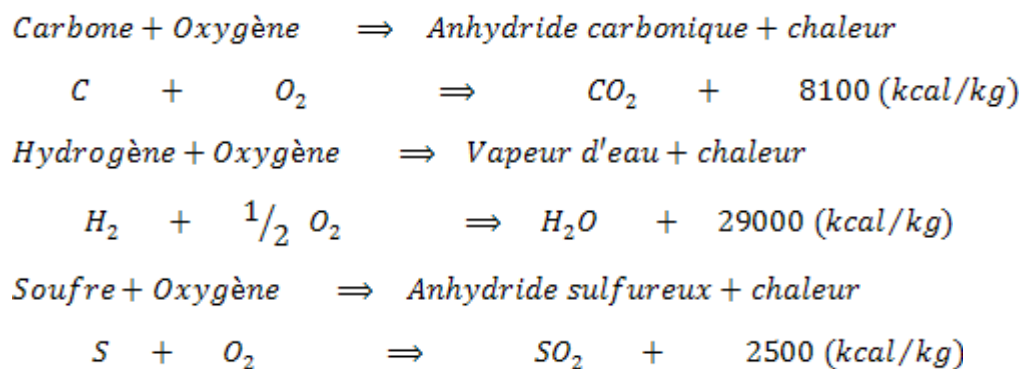 Carbone + Oxygène ⟹ Anhydride carbonique + chaleur
C + O₂ ⟹ CO₂ + 8100 (kcal/kg)
Hydrogène + Oxygène ⟹ Vapeur d'eau + chaleur
H₂ + 1/2 O₂ ⟹ H₂O + 29000 (kcal/kg)
Soufre + Oxygène ⟹ Anhydride sulfureux + chaleur
S + O₂ ⟹ SO₂ + 2500 (kcal/kg)